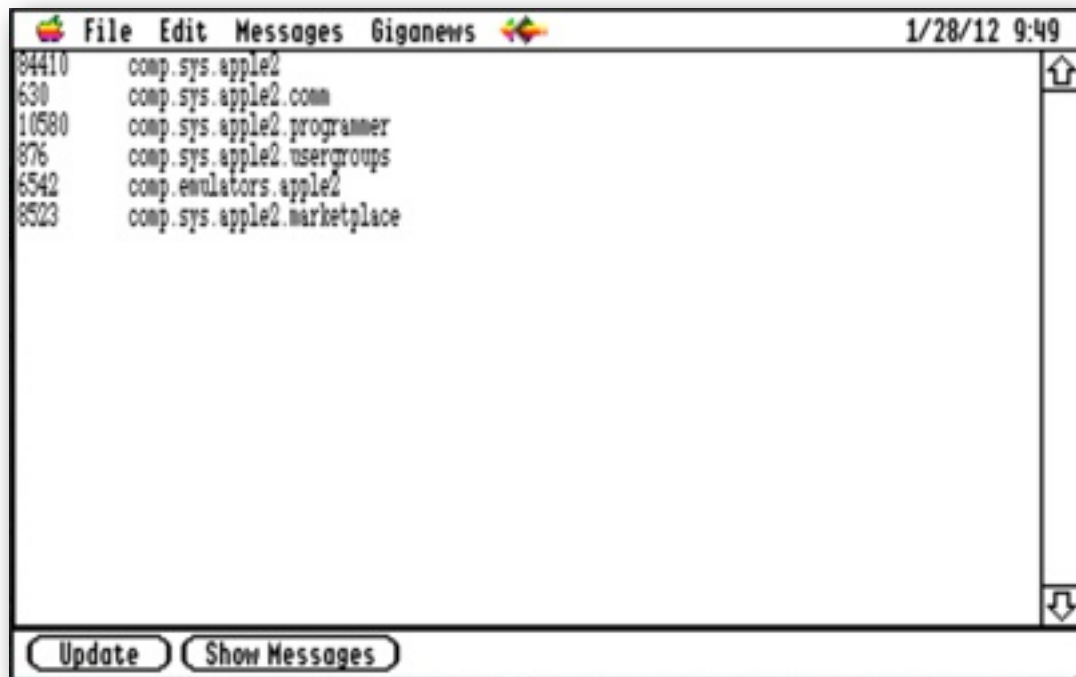 File Edit Messages Giganews 1/28/12 9:49
84410 comp.sys.apple2
630 comp.sys.apple2.comm
10580 comp.sys.apple2.programmer
876 comp.sys.apple2.usergroups
6542 comp.emulators.apple2
8523 comp.sys.apple2.marketplace
Update Show Messages